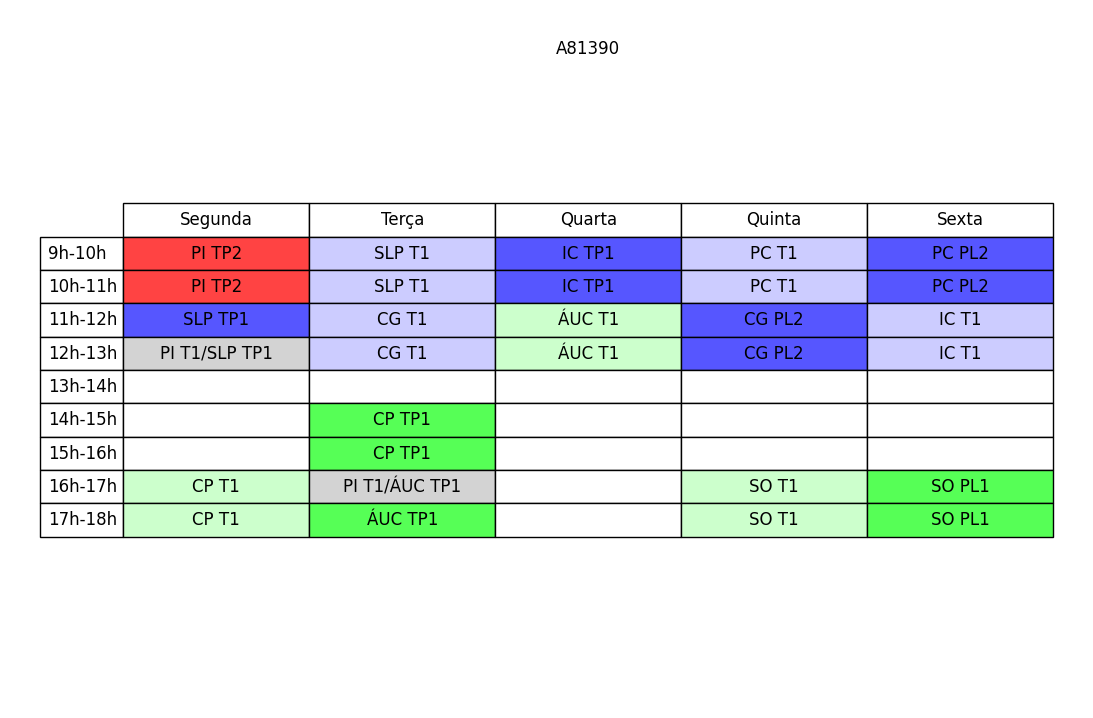 A81390
Segunda Terça Quarta Quinta Sexta
9h-10h PI TP2 SLP T1 IC TP1 PC T1 PC PL2
10h-11h PI TP2 SLP T1 IC TP1 PC T1 PC PL2
11h-12h SLP TP1 CG T1 ÁUC T1 CG PL2 IC T1
12h-13h PI T1/SLP TP1 CG T1 ÁUC T1 CG PL2 IC T1
13h-14h
14h-15h CP TP1
15h-16h CP TP1
16h-17h CP T1 PI T1/ÁUC TP1 SO T1 SO PL1
17h-18h CP T1 ÁUC TP1 SO T1 SO PL1